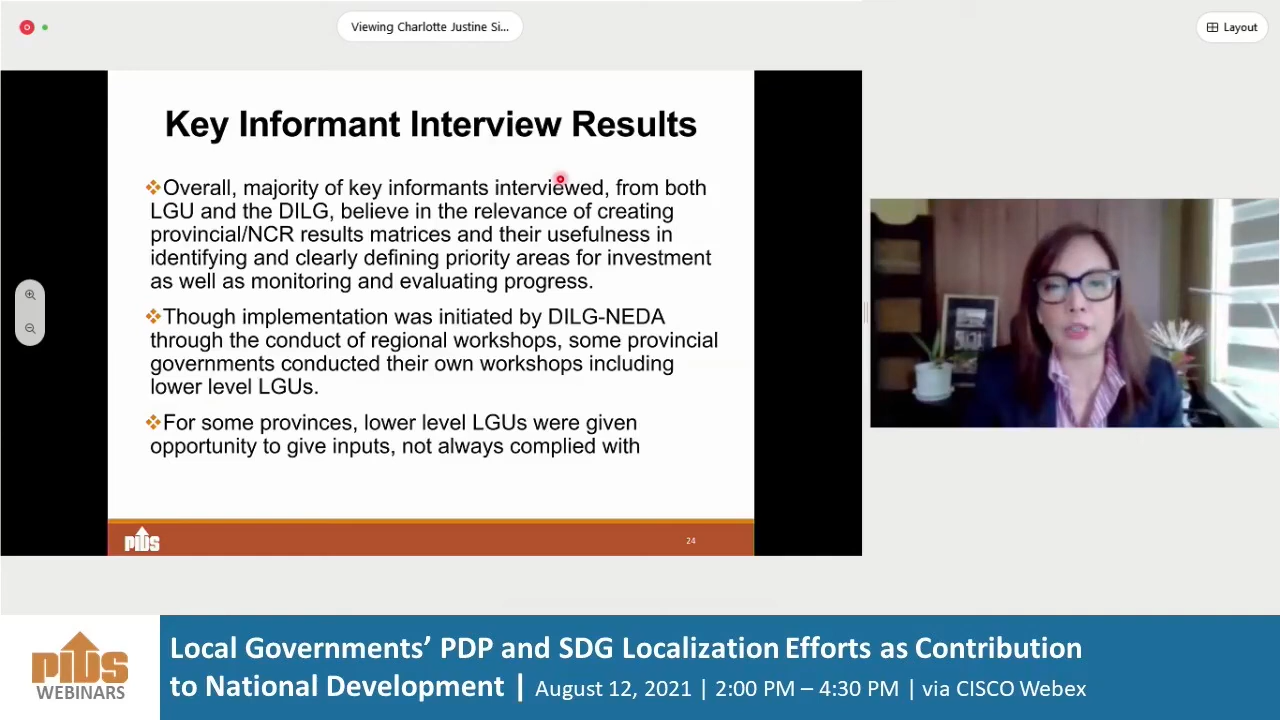 Viewing Charlotte Justine Si...
Layout
Key Informant Interview Results
❖Overall, majority of key informants interviewed, from both
LGU and the DILG, believe in the relevance of creating
provincial/NCR results matrices and their usefulness in
identifying and clearly defining priority areas for investment
as well as monitoring and evaluating progress.
❖Though implementation was initiated by DILG-NEDA
through the conduct of regional workshops, some provincial
governments conducted their own workshops including
lower level LGUs.
❖For some provinces, lower level LGUs were given
opportunity to give inputs, not always complied with
PIDS
24
PIDS
WEBINARS
Local Governments’ PDP and SDG Localization Efforts as Contribution
to National Development | August 12, 2021 | 2:00 PM – 4:30 PM | via CISCO Webex